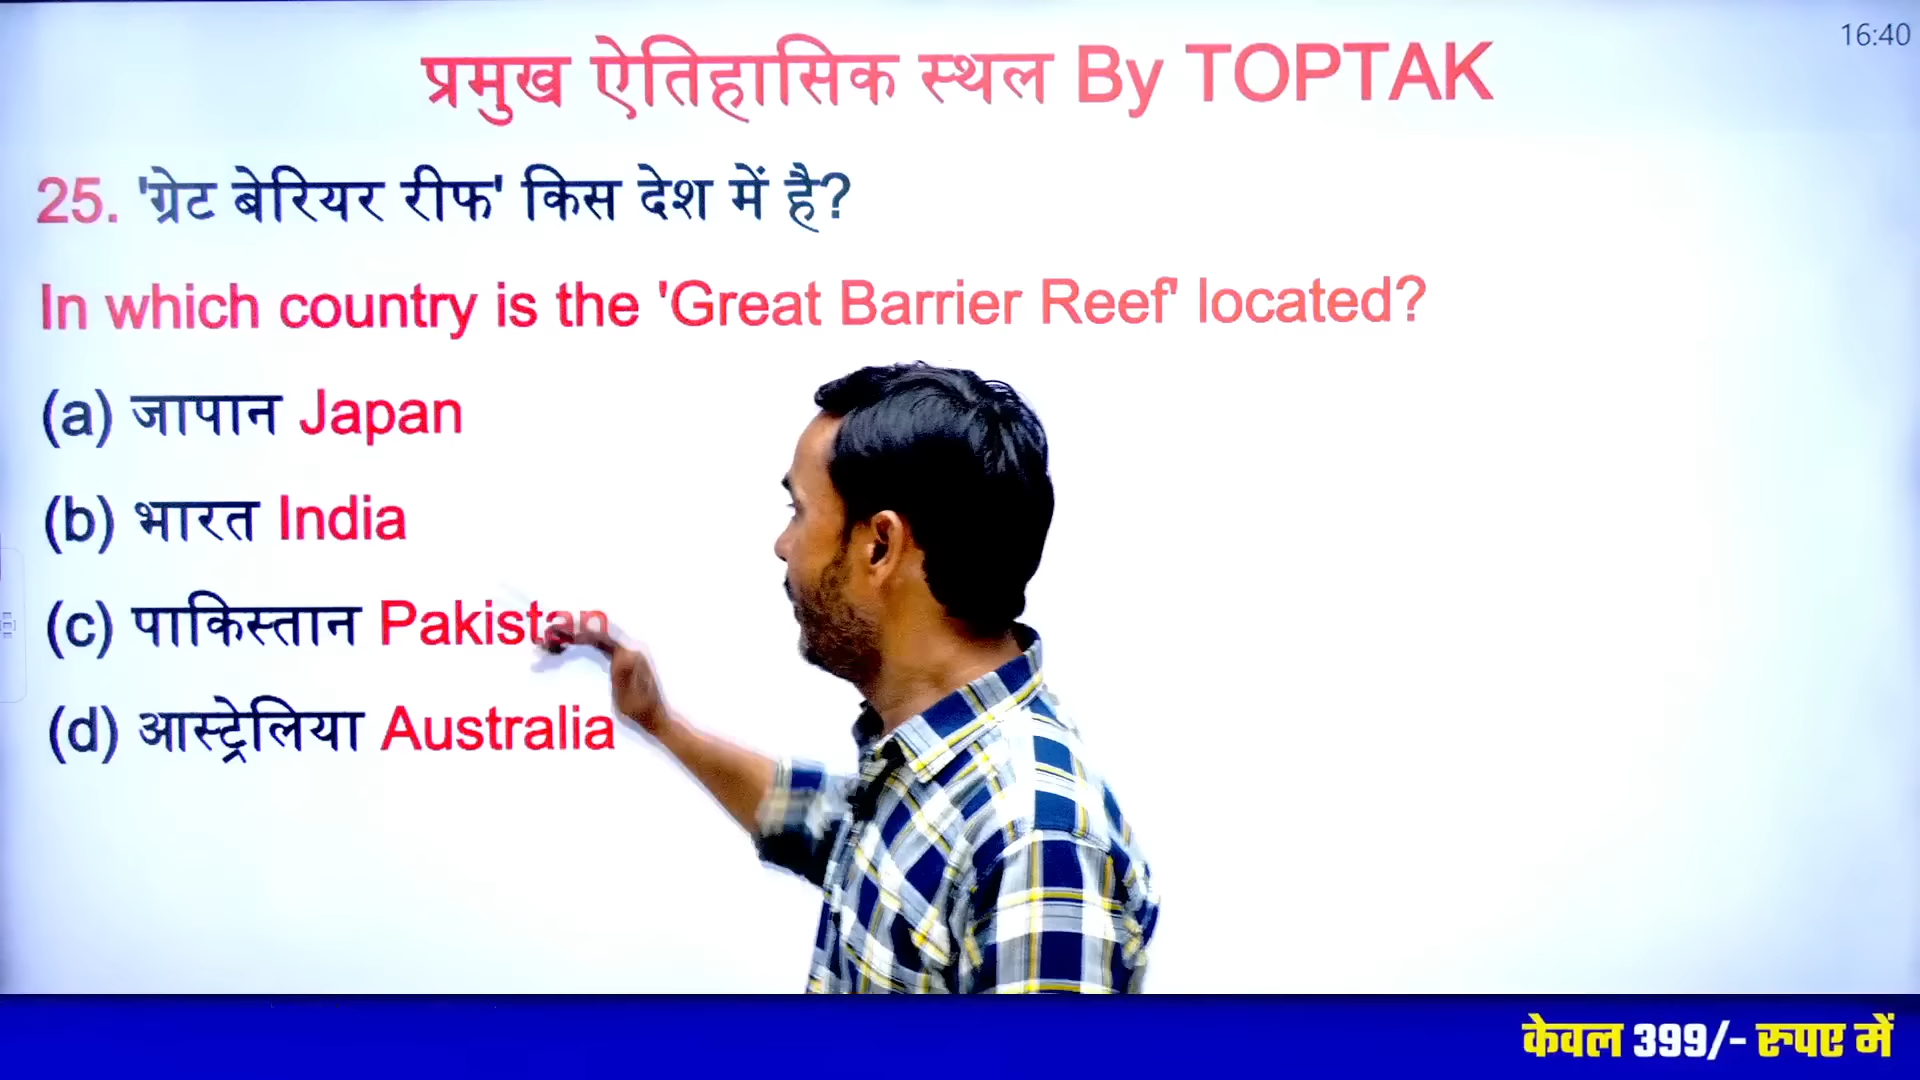 16:40
प्रमुख ऐतिहासिक स्थल By TOPTAK
25. 'ग्रेट बेरियर रीफ' किस देश में है?
In which country is the 'Great Barrier Reef' located?
(a) जापान Japan
(b) भारत India
(c) पाकिस्तान Pakistan
(d) आस्ट्रेलिया Australia
केवल 399/- रुपए में